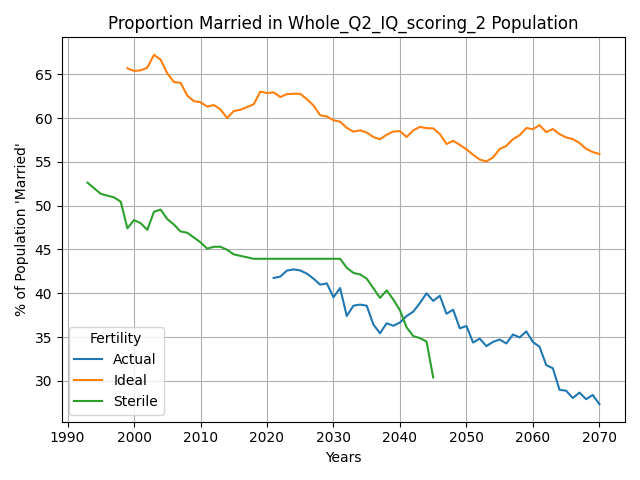 Proportion Married in Whole_Q2_IQ_scoring_2 Population
% of Population 'Married'
65
60
55
50
45
40
35
30
Fertility
Actual
Ideal
Sterile
1990 2000 2010 2020 2030 2040 2050 2060 2070
Years